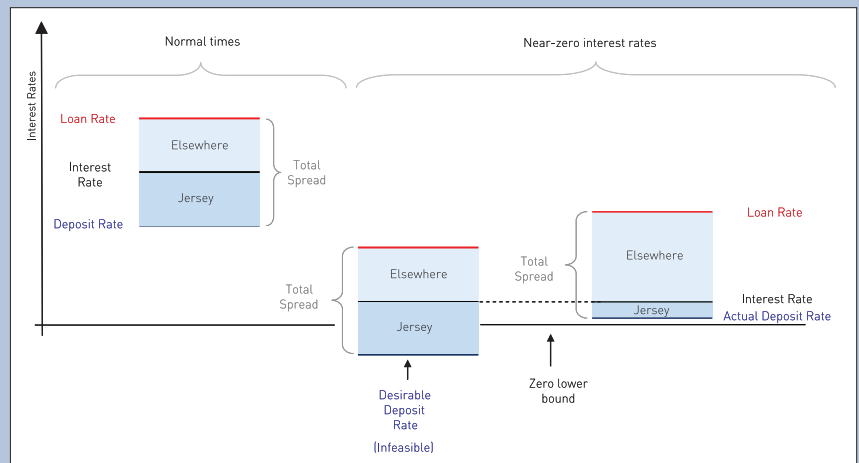 Normal times
Near-zero interest rates
Interest Rates
Loan Rate
Elsewhere
Interest
Rate
Total
Spread
Jersey
Deposit Rate
Loan Rate
Elsewhere
Total
Spread
Elsewhere
Total
Spread
Interest Rate
Jersey
Actual Deposit Rate
Jersey
Zero lower
bound
Desirable
Deposit
Rate
(Infeasible)